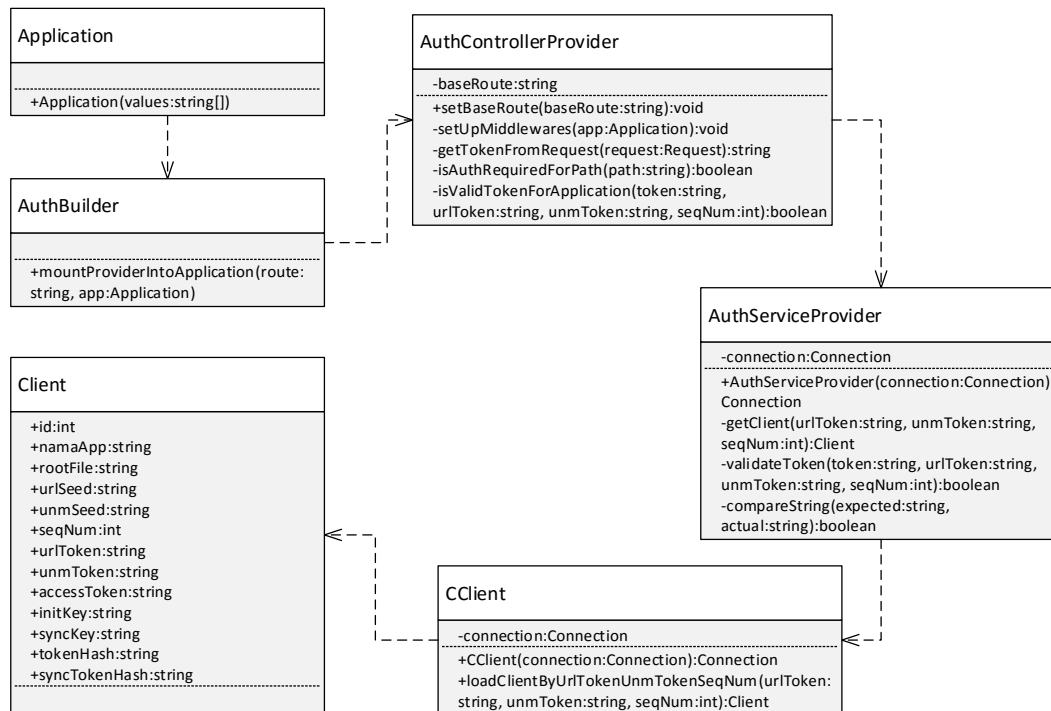 Application
+Application(values:string[])
AuthControllerProvider
-baseRoute:string
+setBaseRoute(baseRoute:string):void
-setUpMiddlewares(app:Application):void
-getTokenFromRequest(request:Request):string
-isAuthRequiredForPath(path:string):boolean
-isValidTokenForApplication(token:string,
urlToken:string, unmToken:string, seqNum:int):boolean
AuthBuilder
+mountProviderIntoApplication(route:
string, app:Application)
AuthServiceProvider
-connection:Connection
+AuthServiceProvider(connection:Connection)
Connection
-getClient(urlToken:string, unmToken:string,
seqNum:int):Client
-validateToken(token:string, urlToken:string,
unmToken:string, seqNum:int):boolean
-compareString(expected:string,
actual:string):boolean
Client
+id:int
+namaApp:string
+rootFile:string
+urlSeed:string
+unmSeed:string
+seqNum:int
+urlToken:string
+unmToken:string
+accessToken:string
+initKey:string
+syncKey:string
+tokenHash:string
+syncTokenHash:string
CClient
-connection:Connection
+CClient(connection:Connection):Connection
+loadClientByUrlTokenUnmTokenSeqNum(urlToken:
string, unmToken:string, seqNum:int):Client